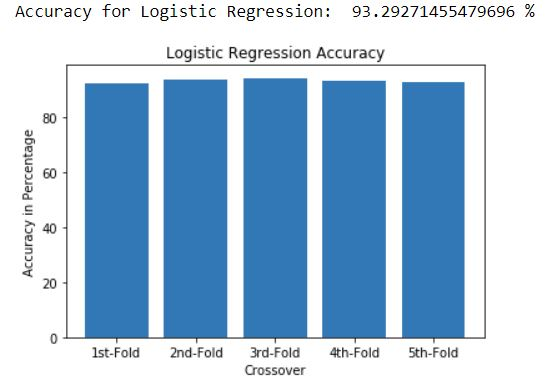 Accuracy for Logistic Regression:  93.29271455479696 %
Logistic Regression Accuracy
Accuracy in Percentage
80
60
40
20
0
1st-Fold 2nd-Fold 3rd-Fold 4th-Fold 5th-Fold
Crossover